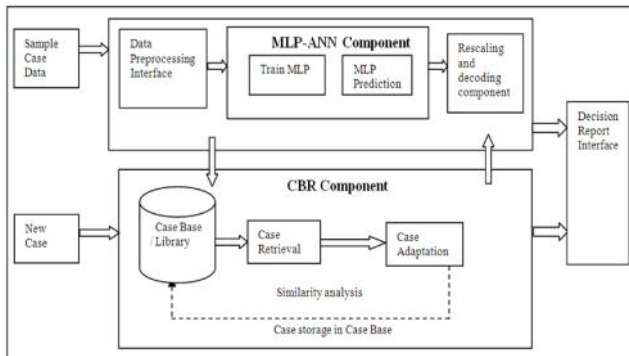 MLP-ANN Component
Sample
Case
Data
Data
Preprocessing
Interface
Train MLP
MLP
Prediction
Rescaling
and
decoding
component
Decision
Report
Interface
CBR Component
New
Case
Case Base
/Library
Case
Retrieval
Case
Adaptation
Similarity analysis
Case storage in Case Base